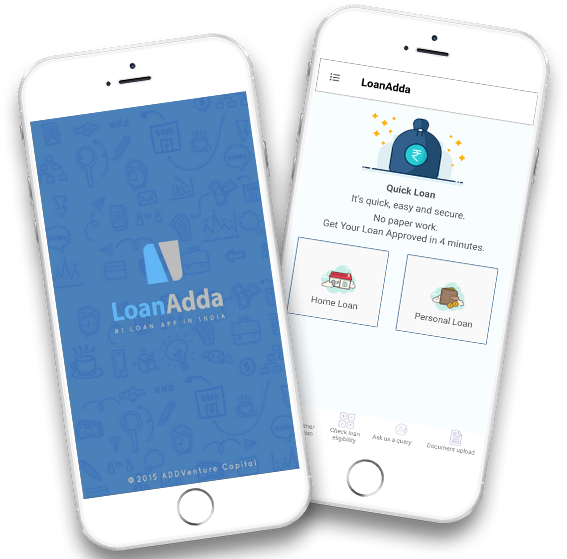 LoanAdda
#1 LOAN APP IN INDIA
©2015 ADDVenture Capital
LoanAdda
Quick Loan
It's quick, easy and secure.
No paper work.
Get Your Loan Approved in 4 minutes.
Home Loan
Personal Loan
Check loan
eligibility
Ask us a query
Document upload